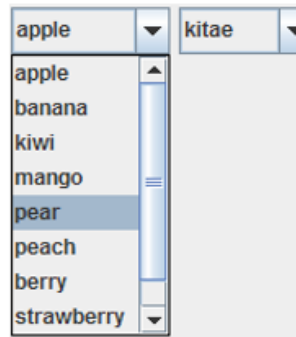 apple
kitae
apple
banana
kiwi
mango
pear
peach
berry
strawberry